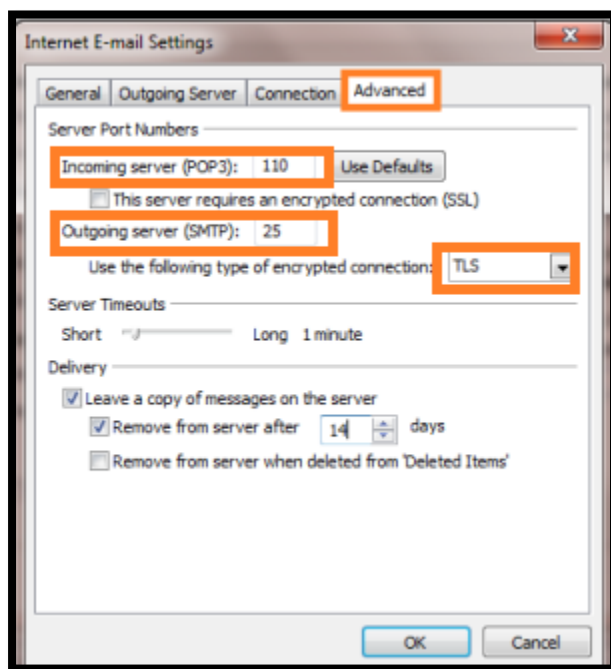 Internet E-mail Settings
General Outgoing Server Connection Advanced
Server Port Numbers
Incoming server (POP3): 110 Use Defaults
This server requires an encrypted connection (SSL)
Outgoing server (SMTP): 25
Use the following type of encrypted connection: TLS
Server Timeouts
Short Long 1 minute
Delivery
Leave a copy of messages on the server
Remove from server after 14 days
Remove from server when deleted from 'Deleted Items'
OK Cancel